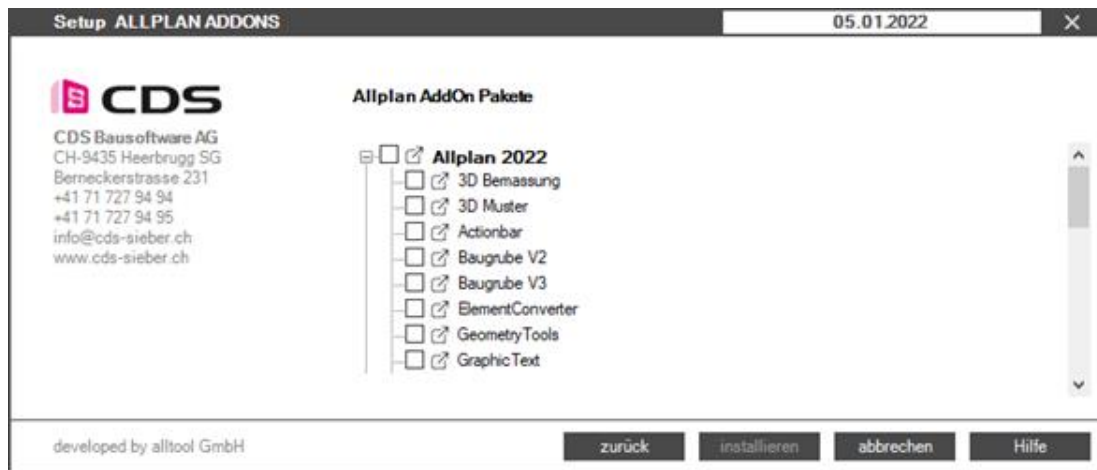 Setup ALLPLAN ADDONS
05.01.2022
CDS
CDS Bausoftware AG
CH-9435 Heerbrugg SG
Berneckerstrasse 231
+41 71 727 94 94
+41 71 727 94 95
info@cds-sieber.ch
www.cds-sieber.ch
Allplan AddOn Pakete
Allplan 2022
3D Bemassung
3D Muster
Actionbar
Baugrube V2
Baugrube V3
ElementConverter
GeometryTools
GraphicText
developed by alltool GmbH
zurück
installieren
abbrechen
Hilfe